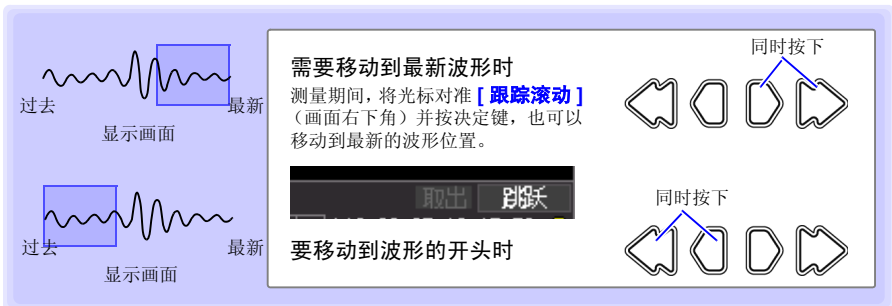 过去
最新
显示画面
需要移动到最新波形时
测量期间，将光标对准 [ 跟踪滚动 ]
（画面右下角）并按决定键，也可以
移动到最新的波形位置。
同时按下
取出 跳跃
过去
最新
显示画面
要移动到波形的开头时
同时按下